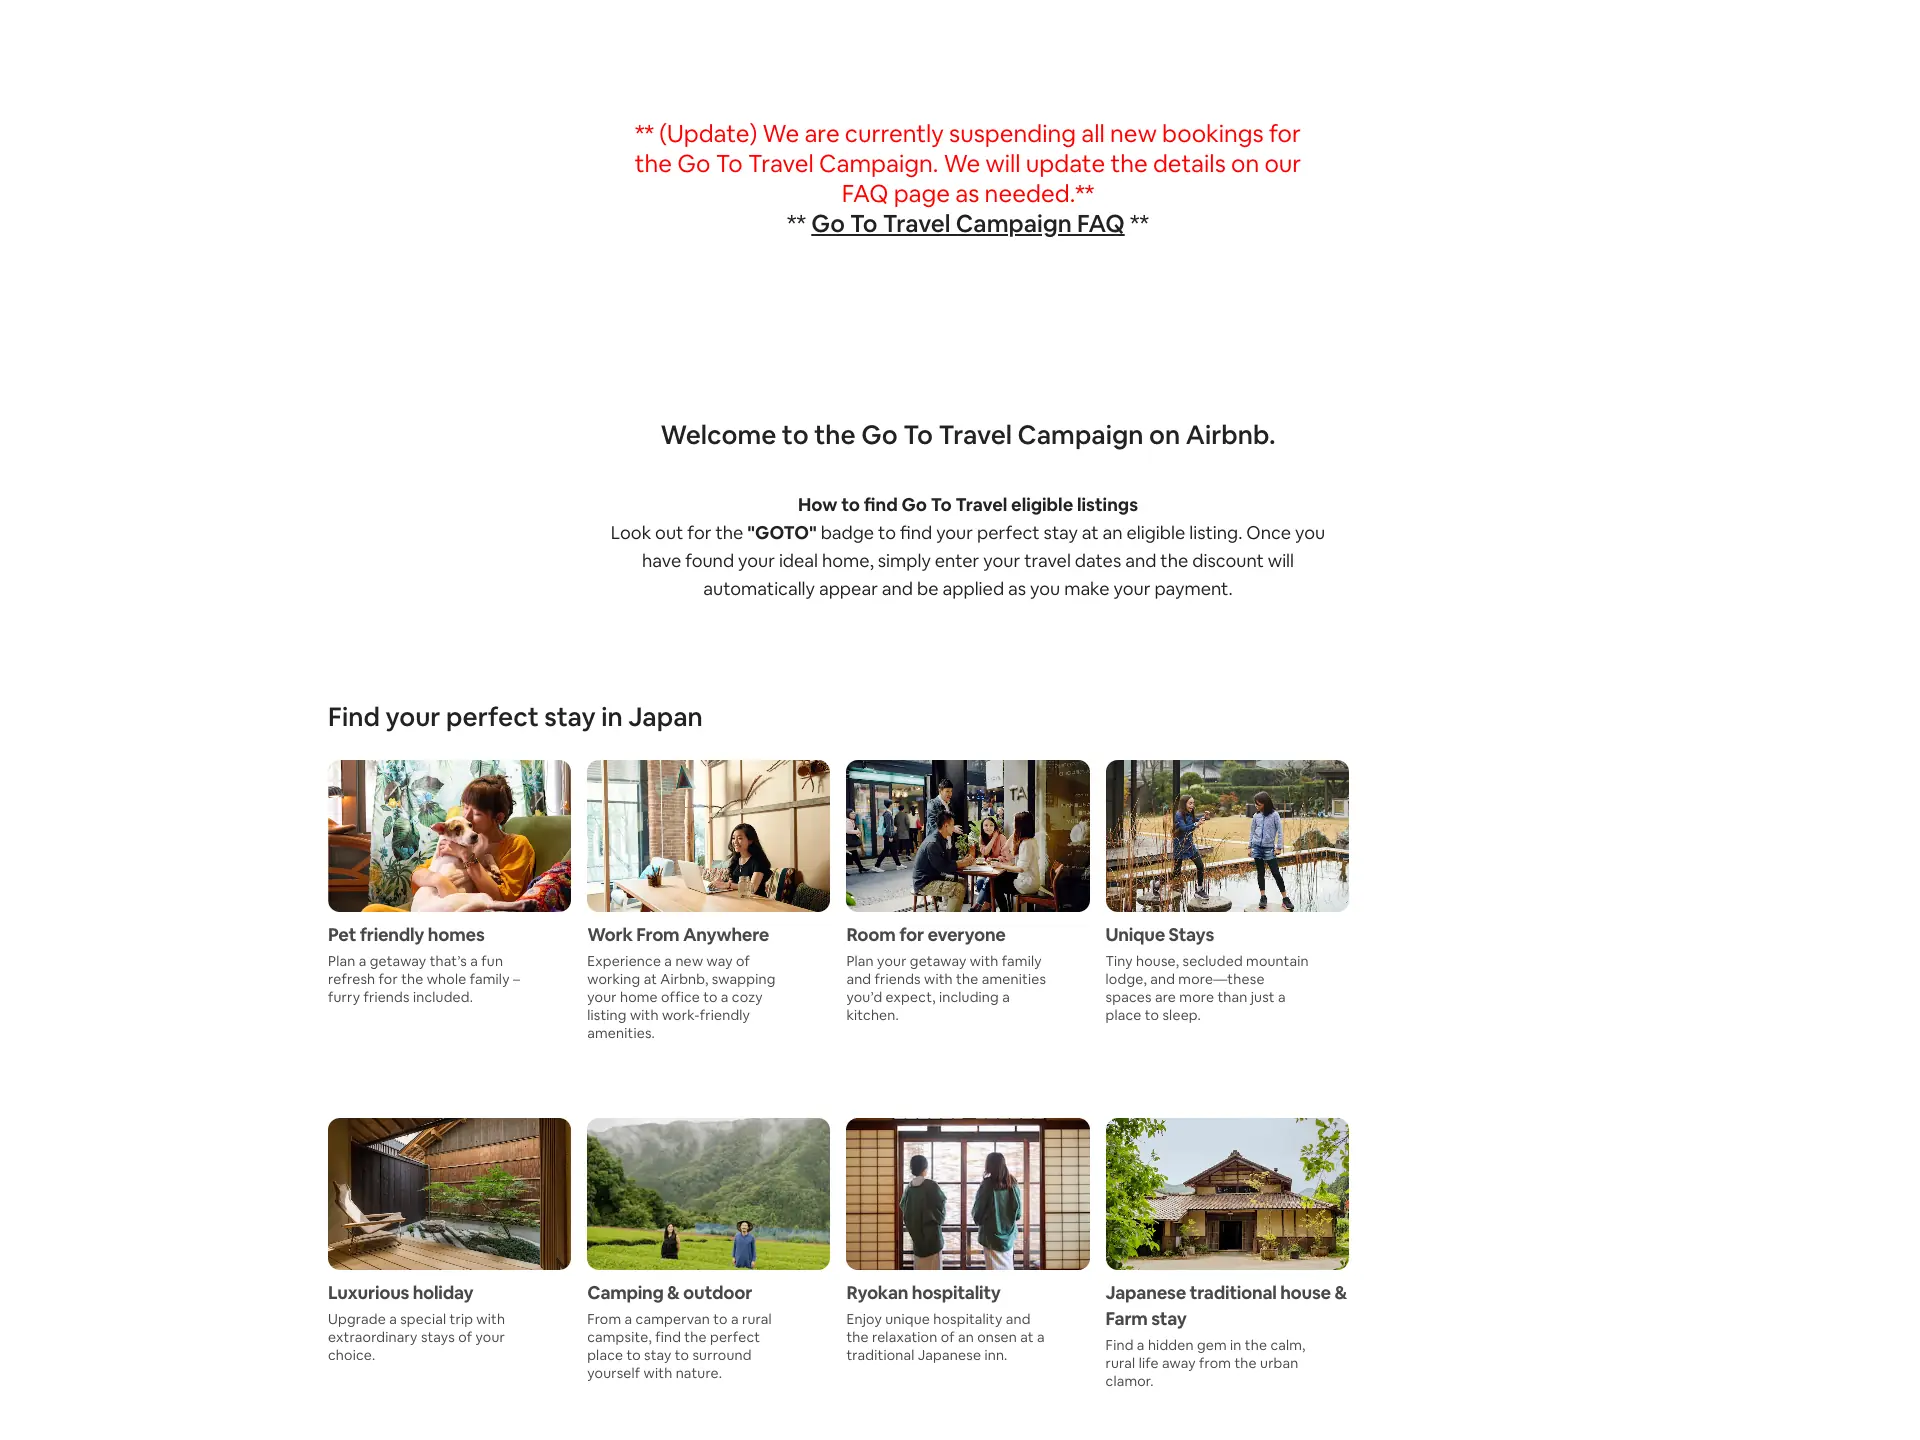 ** (Update) We are currently suspending all new bookings for
the Go To Travel Campaign. We will update the details on our
FAQ page as needed.**
** Go To Travel Campaign FAQ **
Welcome to the Go To Travel Campaign on Airbnb.
How to find Go To Travel eligible listings
Look out for the "GOTO" badge to find your perfect stay at an eligible listing. Once you
have found your ideal home, simply enter your travel dates and the discount will
automatically appear and be applied as you make your payment.
Find your perfect stay in Japan
TA
Pet friendly homes
Plan a getaway that’s a fun
refresh for the whole family –
furry friends included.
Work From Anywhere
Experience a new way of
working at Airbnb, swapping
your home office to a cozy
listing with work-friendly
amenities.
Room for everyone
Plan your getaway with family
and friends with the amenities
you’d expect, including a
kitchen.
Unique Stays
Tiny house, secluded mountain
lodge, and more—these
spaces are more than just a
place to sleep.
Luxurious holiday
Upgrade a special trip with
extraordinary stays of your
choice.
Camping & outdoor
From a campervan to a rural
campsite, find the perfect
place to stay to surround
yourself with nature.
Ryokan hospitality
Enjoy unique hospitality and
the relaxation of an onsen at a
traditional Japanese inn.
Japanese traditional house &
Farm stay
Find a hidden gem in the calm,
rural life away from the urban
clamor.